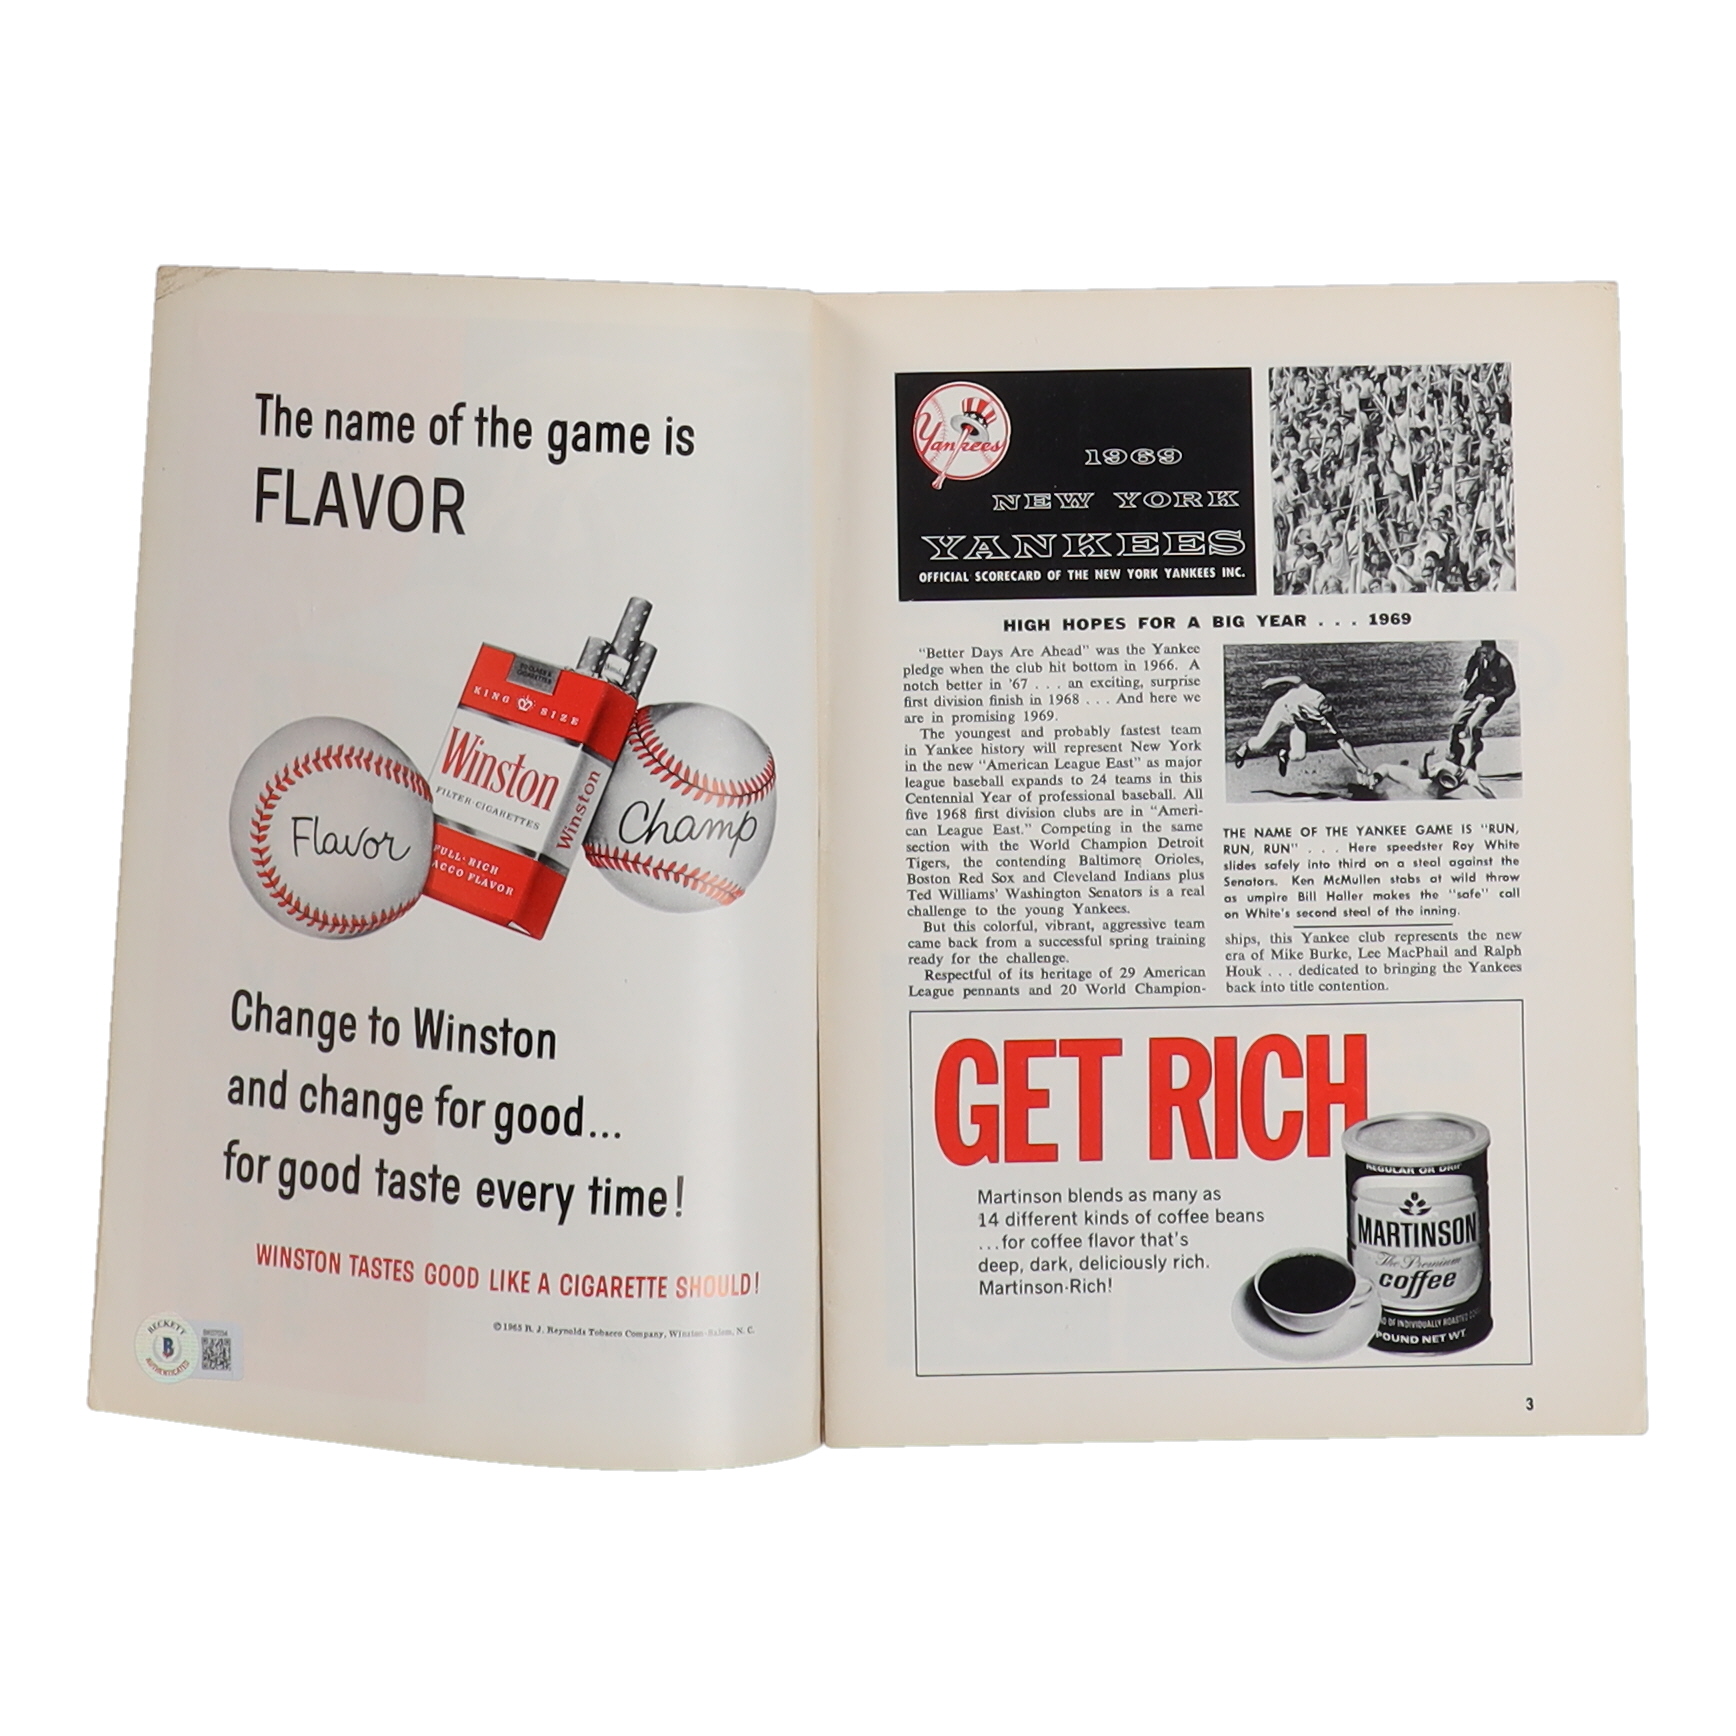 The name of the game is
FLAVOR
20 CLASS A
CIGARETTES
KING SIZE
Winston
FILTER-CIGARETTES
Winston
FULL-RICH
ACCO FLAVOR
Flavor
Champ
Change to Winston
and change for good...
for good taste every time!
WINSTON TASTES GOOD LIKE A CIGARETTE SHOULD!
©1965 R. J. Reynolds Tobacco Company, Winston-Salem, N. C.
BECKETT
B
AUTHENTICATED
Yankees
1969
NEW YORK
YANKEES
OFFICIAL SCORECARD OF THE NEW YORK YANKEES INC.
HIGH HOPES FOR A BIG YEAR . . . 1969
"Better Days Are Ahead" was the Yankee
pledge when the club hit bottom in 1966. A
notch better in '67 . . . an exciting, surprise
first division finish in 1968 . . . And here we
are in promising 1969.
The youngest and probably fastest team
in Yankee history will represent New York
in the new "American League East" as major
league baseball expands to 24 teams in this
Centennial Year of professional baseball. All
five 1968 first division clubs are in "Ameri-
can League East." Competing in the same
section with the World Champion Detroit
Tigers, the contending Baltimore Orioles,
Boston Red Sox and Cleveland Indians plus
Ted Williams' Washington Senators is a real
challenge to the young Yankees.
But this colorful, vibrant, aggressive team
came back from a successful spring training
ready for the challenge.
Respectful of its heritage of 29 American
League pennants and 20 World Champion-
THE NAME OF THE YANKEE GAME IS "RUN,
RUN, RUN" . . . Here speedster Roy White
slides safely into third on a steal against the
Senators. Ken McMullen stabs at wild throw
as umpire Bill Haller makes the "safe" call
on White's second steal of the inning.
ships, this Yankee club represents the new
era of Mike Burke, Lee MacPhail and Ralph
Houk . . . dedicated to bringing the Yankees
back into title contention.
GET RICH
Martinson blends as many as
14 different kinds of coffee beans
...for coffee flavor that's
deep, dark, deliciously rich.
Martinson-Rich!
REGULAR OR DRIP
MARTINSON
The Premium
coffee
OF INDIVIDUALLY ROASTED
POUND NET WT.
3